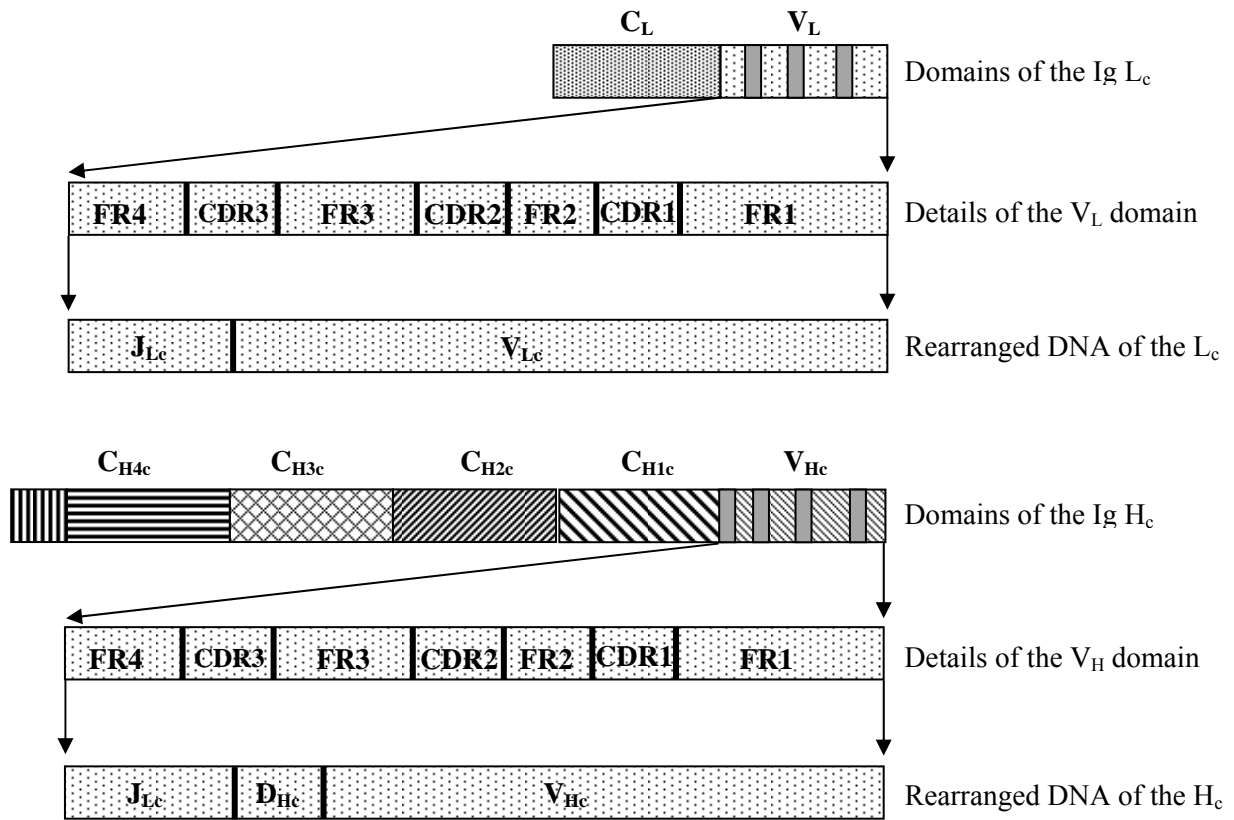 C_L V_L
Domains of the Ig L_c
FR4 CDR3 FR3 CDR2 FR2 CDR1 FR1
Details of the V_L domain
J_Lc V_Lc
Rearranged DNA of the L_c
C_H4c C_H3c C_H2c C_H1c V_Hc
Domains of the Ig H_c
FR4 CDR3 FR3 CDR2 FR2 CDR1 FR1
Details of the V_H domain
J_Lc D_Hc V_Hc
Rearranged DNA of the H_c